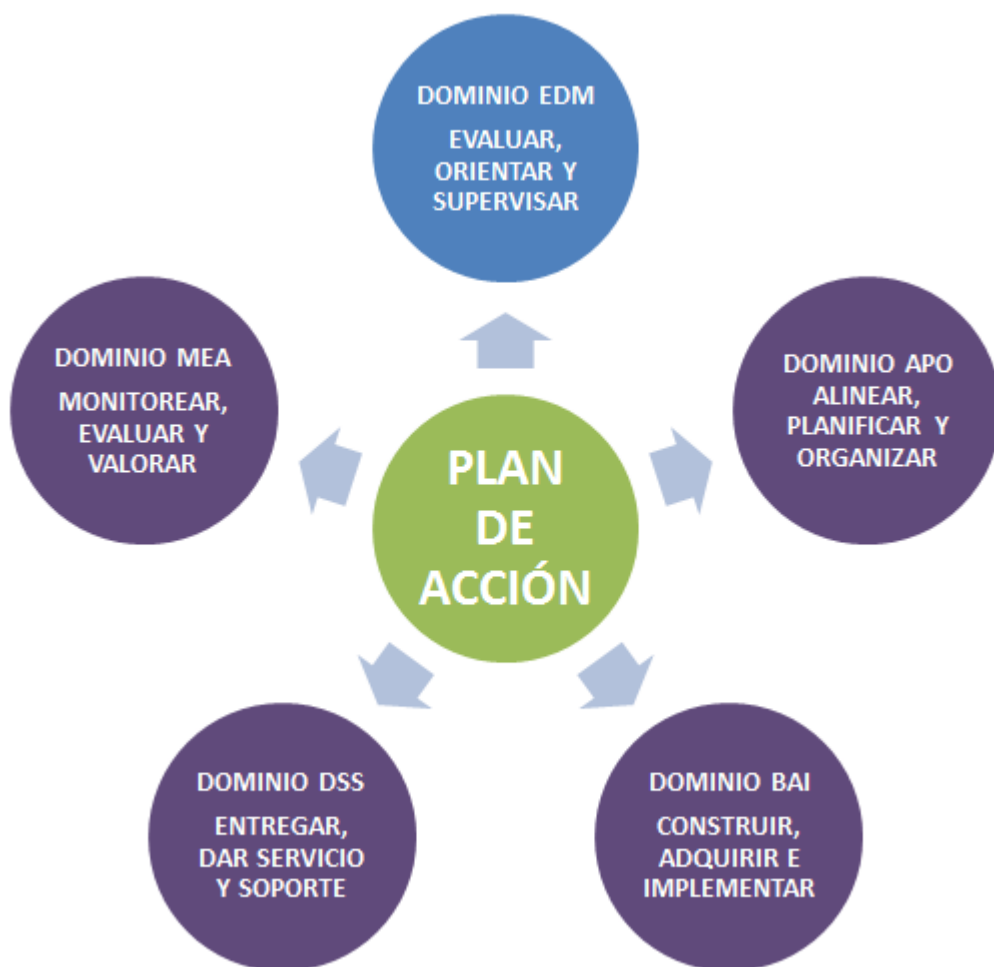 DOMINIO EDM
EVALUAR,
ORIENTAR Y
SUPERVISAR
DOMINIO MEA
MONITOREAR,
EVALUAR Y
VALORAR
DOMINIO APO
ALINEAR,
PLANIFICAR Y
ORGANIZAR
PLAN
DE
ACCIÓN
DOMINIO DSS
ENTREGAR,
DAR SERVICIO
Y SOPORTE
DOMINIO BAI
CONSTRUIR,
ADQUIRIR E
IMPLEMENTAR